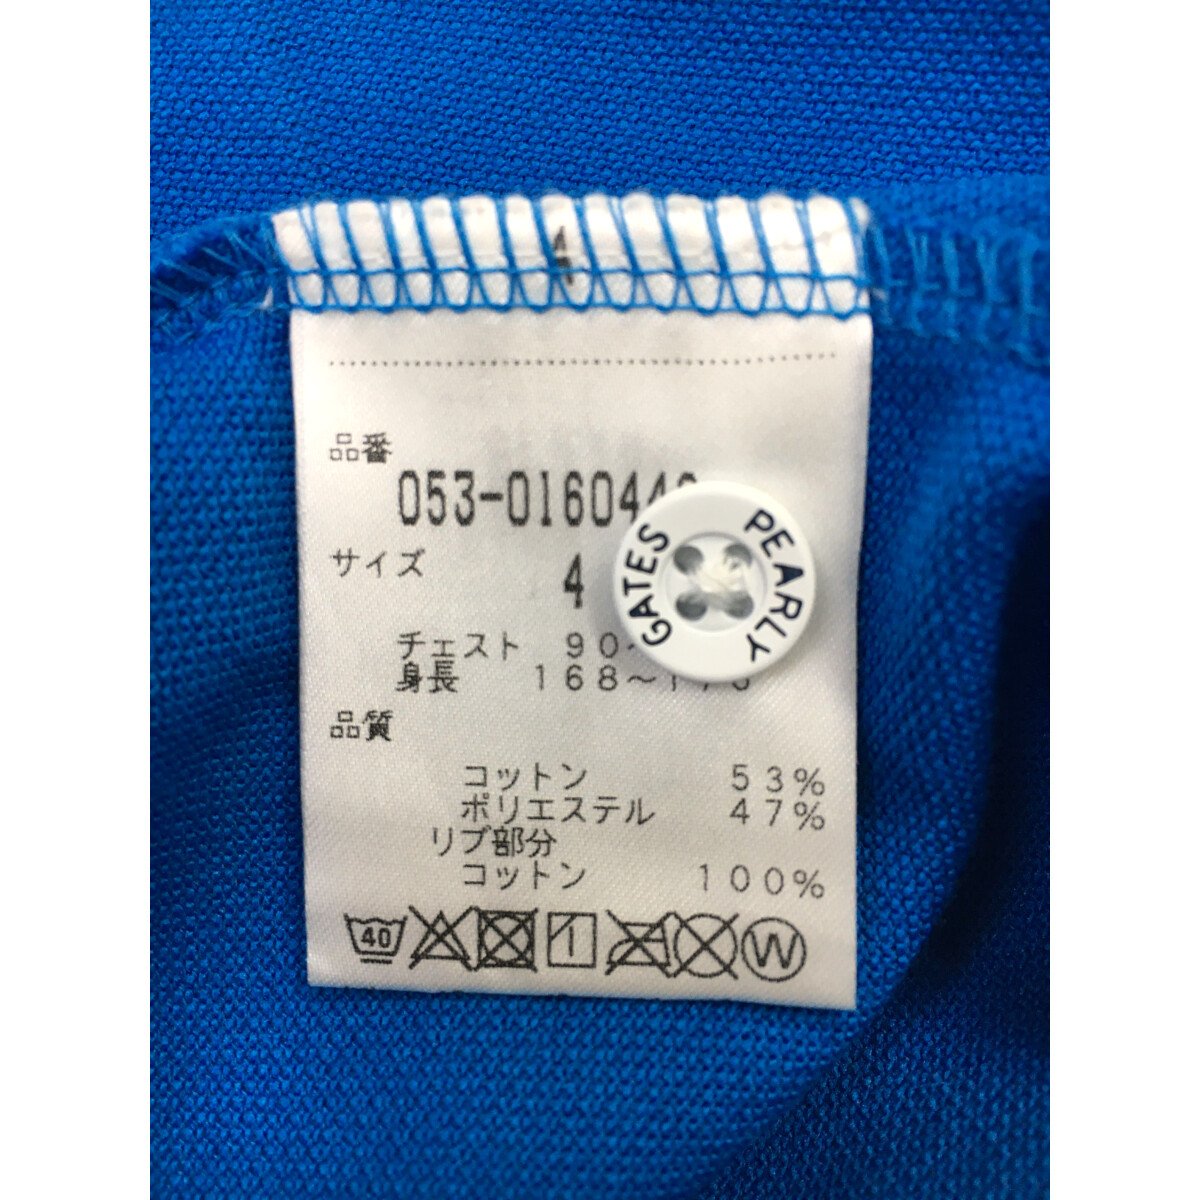 品番
053-016044
サイズ
4
PEARLY GATES
チェスト 90
身長 168～17
品質
コットン 53%
ポリエステル 47%
リブ部分
コットン 100%
40
W